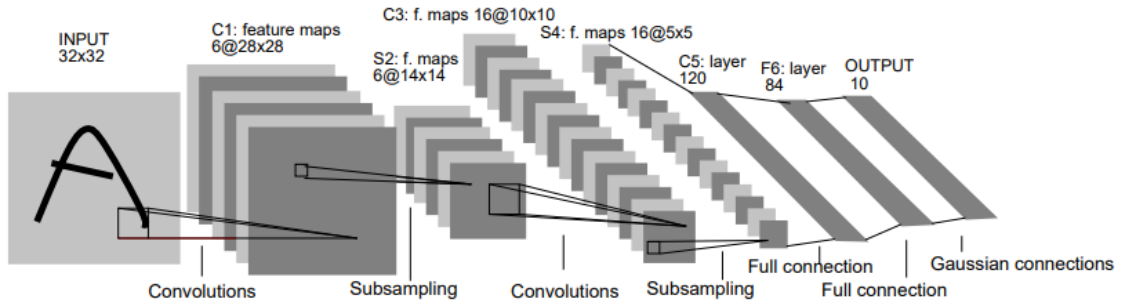 INPUT
32x32
C1: feature maps
6@28x28
S2: f. maps
6@14x14
C3: f. maps 16@10x10
S4: f. maps 16@5x5
C5: layer
120
F6: layer
84
OUTPUT
10
Convolutions
Subsampling
Convolutions
Subsampling
Full connection
Full connection
Gaussian connections